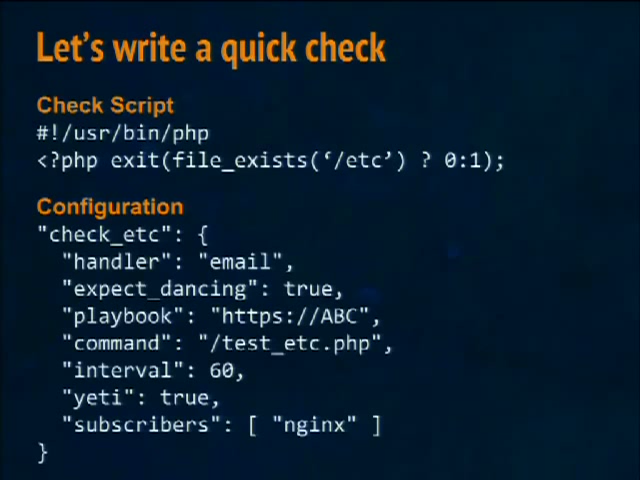 Let's write a quick check
Check Script
#!/usr/bin/php
<?php exit(file_exists(‘/etc’) ? 0:1);
Configuration
"check_etc": {
  "handler": "email",
  "expect_dancing": true,
  "playbook": "https://ABC",
  "command": "/test_etc.php",
  "interval": 60,
  "yeti": true,
  "subscribers": [ "nginx" ]
}